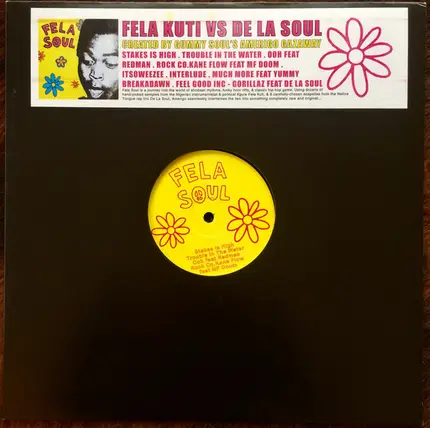 FELA SOUL
FELA KUTI VS DE LA SOUL
CREATED BY GUMMY SOUL'S AMERIGO GAZAWAY
STAKES IS HIGH . TROUBLE IN THE WATER . OOH FEAT
REDMAN . ROCK CO.KANE FLOW FEAT MF DOOM .
ITSOWEEZEE . INTERLUDE . MUCH MORE FEAT YUMMY
BREAKADAWN . FEEL GOOD INC - GORILLAZ FEAT DE LA SOUL
FELA
SOUL
Stakes Is High
Trouble In The Water
Ooh feat Redman
Rock Co.Kane Flow
feat MF Doom